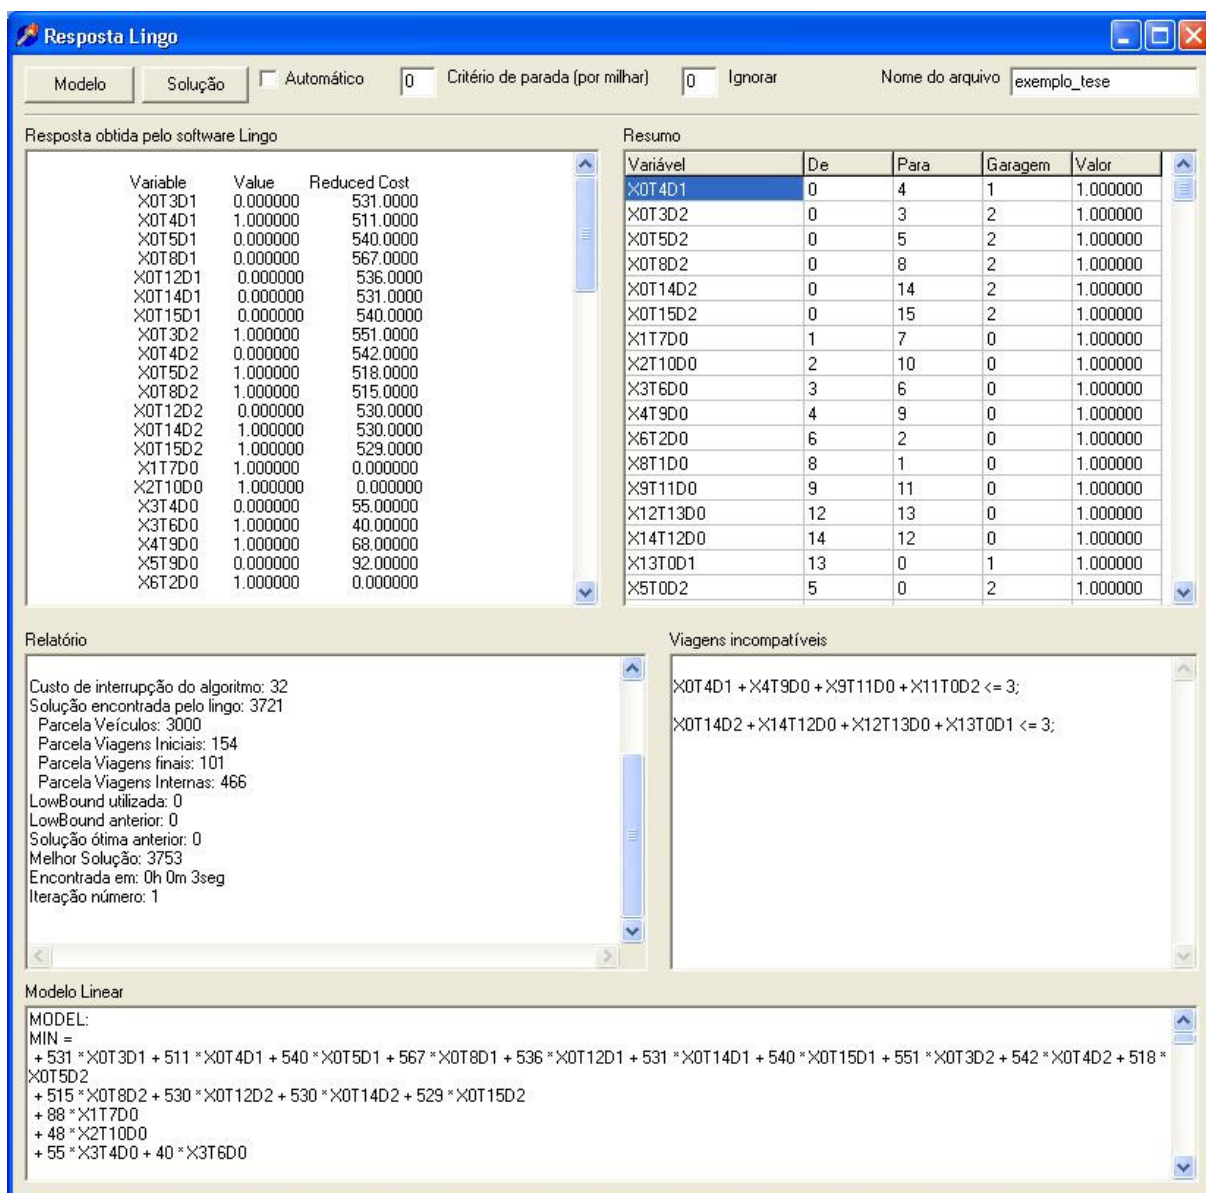 Resposta Lingo
Modelo Solução Automático 0 Critério de parada (por milhar) 0 Ignorar Nome do arquivo exemplo_tese
Resposta obtida pelo software Lingo
Variable Value Reduced Cost
X0T3D1 0.000000 531.0000
X0T4D1 1.000000 511.0000
X0T5D1 0.000000 540.0000
X0T8D1 0.000000 567.0000
X0T12D1 0.000000 536.0000
X0T14D1 0.000000 531.0000
X0T15D1 0.000000 540.0000
X0T3D2 1.000000 551.0000
X0T4D2 0.000000 542.0000
X0T5D2 1.000000 518.0000
X0T8D2 1.000000 515.0000
X0T12D2 0.000000 530.0000
X0T14D2 1.000000 530.0000
X0T15D2 1.000000 529.0000
X1T7D0 1.000000 0.000000
X2T10D0 1.000000 0.000000
X3T4D0 0.000000 55.00000
X3T6D0 1.000000 40.00000
X4T9D0 1.000000 68.00000
X5T9D0 0.000000 92.00000
X6T2D0 1.000000 0.000000
Resumo
Variável De Para Garagem Valor
X0T4D1 0 4 1 1.000000
X0T3D2 0 3 2 1.000000
X0T5D2 0 5 2 1.000000
X0T8D2 0 8 2 1.000000
X0T14D2 0 14 2 1.000000
X0T15D2 0 15 2 1.000000
X1T7D0 1 7 0 1.000000
X2T10D0 2 10 0 1.000000
X3T6D0 3 6 0 1.000000
X4T9D0 4 9 0 1.000000
X6T2D0 6 2 0 1.000000
X8T1D0 8 1 0 1.000000
X9T11D0 9 11 0 1.000000
X12T13D0 12 13 0 1.000000
X14T12D0 14 12 0 1.000000
X13T0D1 13 0 1 1.000000
X5T0D2 5 0 2 1.000000
Relatório
Custo de interrupção do algoritmo: 32
Solução encontrada pelo lingo: 3721
Parcela Veículos: 3000
Parcela Viagens Iniciais: 154
Parcela Viagens finais: 101
Parcela Viagens Internas: 466
LowBound utilizada: 0
LowBound anterior: 0
Solução ótima anterior: 0
Melhor Solução: 3753
Encontrada em: 0h 0m 3seg
Iteração número: 1
Viagens incompatíveis
X0T4D1 + X4T9D0 + X9T11D0 + X11T0D2 <= 3;
X0T14D2 + X14T12D0 + X12T13D0 + X13T0D1 <= 3;
Modelo Linear
MODEL:
MIN =
+ 531 * X0T3D1 + 511 * X0T4D1 + 540 * X0T5D1 + 567 * X0T8D1 + 536 * X0T12D1 + 531 * X0T14D1 + 540 * X0T15D1 + 551 * X0T3D2 + 542 * X0T4D2 + 518 *
X0T5D2
+ 515 * X0T8D2 + 530 * X0T12D2 + 530 * X0T14D2 + 529 * X0T15D2
+ 88 * X1T7D0
+ 48 * X2T10D0
+ 55 * X3T4D0 + 40 * X3T6D0